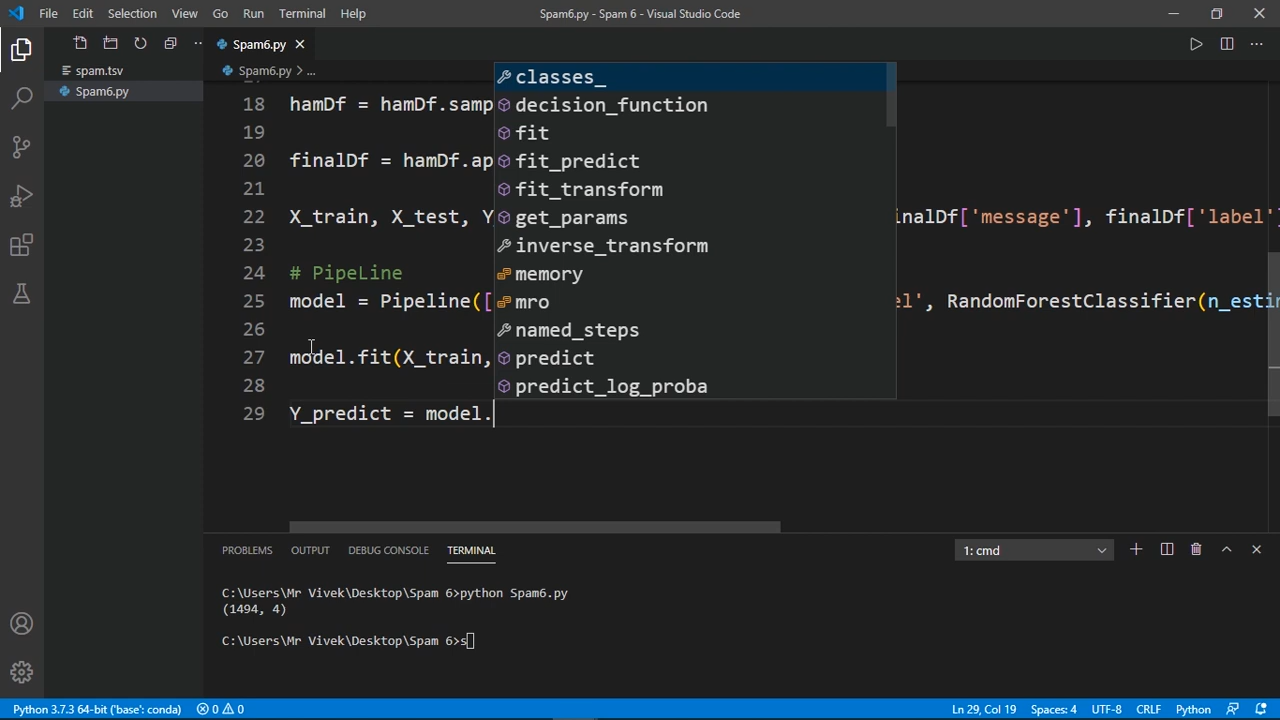 File Edit Selection View Go Run Terminal Help Spam6.py - Spam 6 - Visual Studio Code
Spam6.py
spam.tsv Spam6.py > ...
Spam6.py
18 hamDf = hamDf.samp
19
20 finalDf = hamDf.ap
21
22 X_train, X_test, Y inalDf['message'], finalDf['label']
23
24 # PipeLine
25 model = Pipeline([ el', RandomForestClassifier(n_estin
26
27 model.fit(X_train,
28
29 Y_predict = model.
classes_
decision_function
fit
fit_predict
fit_transform
get_params
inverse_transform
memory
mro
named_steps
predict
predict_log_proba
PROBLEMS OUTPUT DEBUG CONSOLE TERMINAL 1: cmd
C:\Users\Mr Vivek\Desktop\Spam 6>python Spam6.py
(1494, 4)
C:\Users\Mr Vivek\Desktop\Spam 6>s
Python 3.7.3 64-bit ('base': conda) 0 0 Ln 29, Col 19 Spaces: 4 UTF-8 CRLF Python